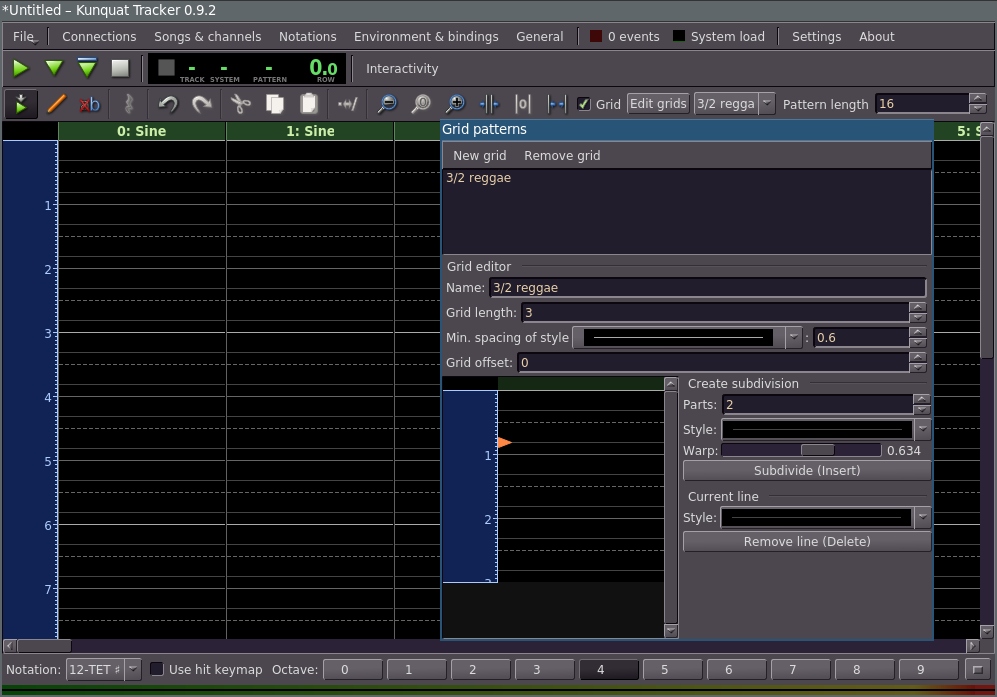 *Untitled – Kunquat Tracker 0.9.2
File Connections Songs & channels Notations Environment & bindings General 0 events System load Settings About
- - - 0.0
TRACK SYSTEM PATTERN ROW
Interactivity
xb Grid Edit grids 3/2 regga Pattern length 16
0: Sine 1: Sine 5: S
Grid patterns
New grid Remove grid
3/2 reggae
Grid editor
Name: 3/2 reggae
Grid length: 3
Min. spacing of style : 0.6
Grid offset: 0
Create subdivision
Parts: 2
Style:
Warp: 0.634
Subdivide (Insert)
Current line
Style:
Remove line (Delete)
1
2
1
2
3
4
5
6
7
Notation: 12-TET ♯ Use hit keymap Octave: 0 1 2 3 4 5 6 7 8 9